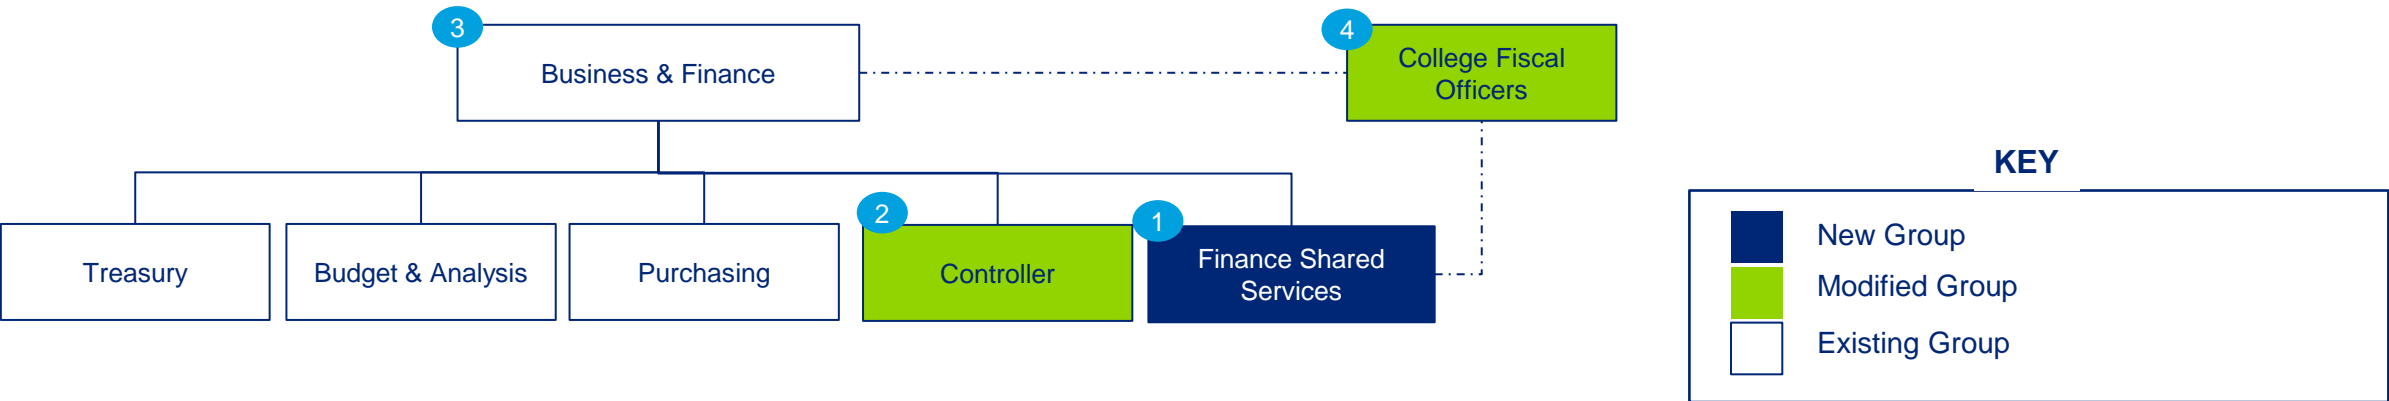 3
Business & Finance
4
College Fiscal
Officers
Treasury
Budget & Analysis
Purchasing
2
Controller
1
Finance Shared
Services
KEY
New Group
Modified Group
Existing Group